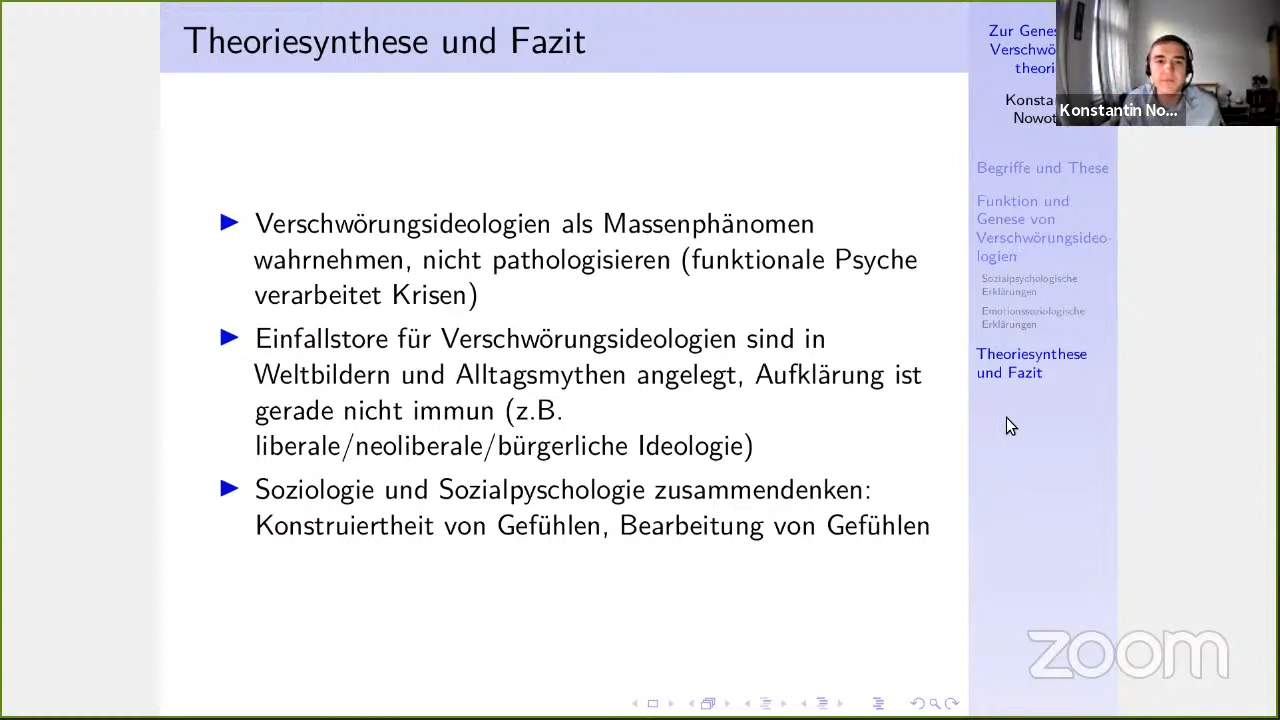 Theoriesynthese und Fazit
Verschwörungsideologien als Massenphänomen
wahrnehmen, nicht pathologisieren (funktionale Psyche
verarbeitet Krisen)
Einfallstore für Verschwörungsideologien sind in
Weltbildern und Alltagsmythen angelegt, Aufklärung ist
gerade nicht immun (z.B.
liberale/neoliberale/bürgerliche Ideologie)
Soziologie und Sozialpyschologie zusammendenken:
Konstruiertheit von Gefühlen, Bearbeitung von Gefühlen
Zur Genes
Verschwö
theori
Konsta
Nowot
Konstantin No...
Begriffe und These
Funktion und
Genese von
Verschwörungsideo-
logien
Sozialpsychologische
Erklärungen
Emotionssoziologische
Erklärungen
Theoriesynthese
und Fazit
zoom